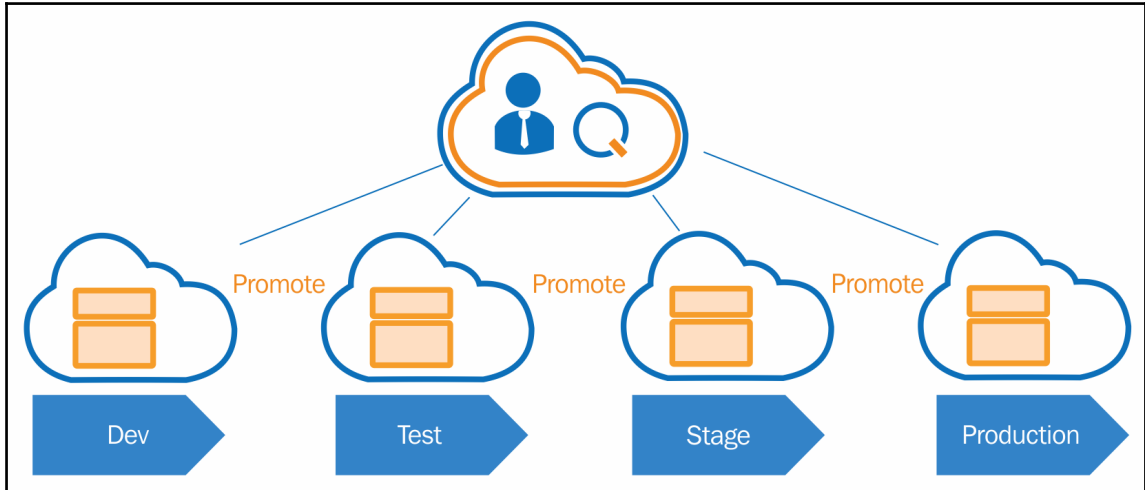 Promote
Promote
Promote
Dev
Test
Stage
Production